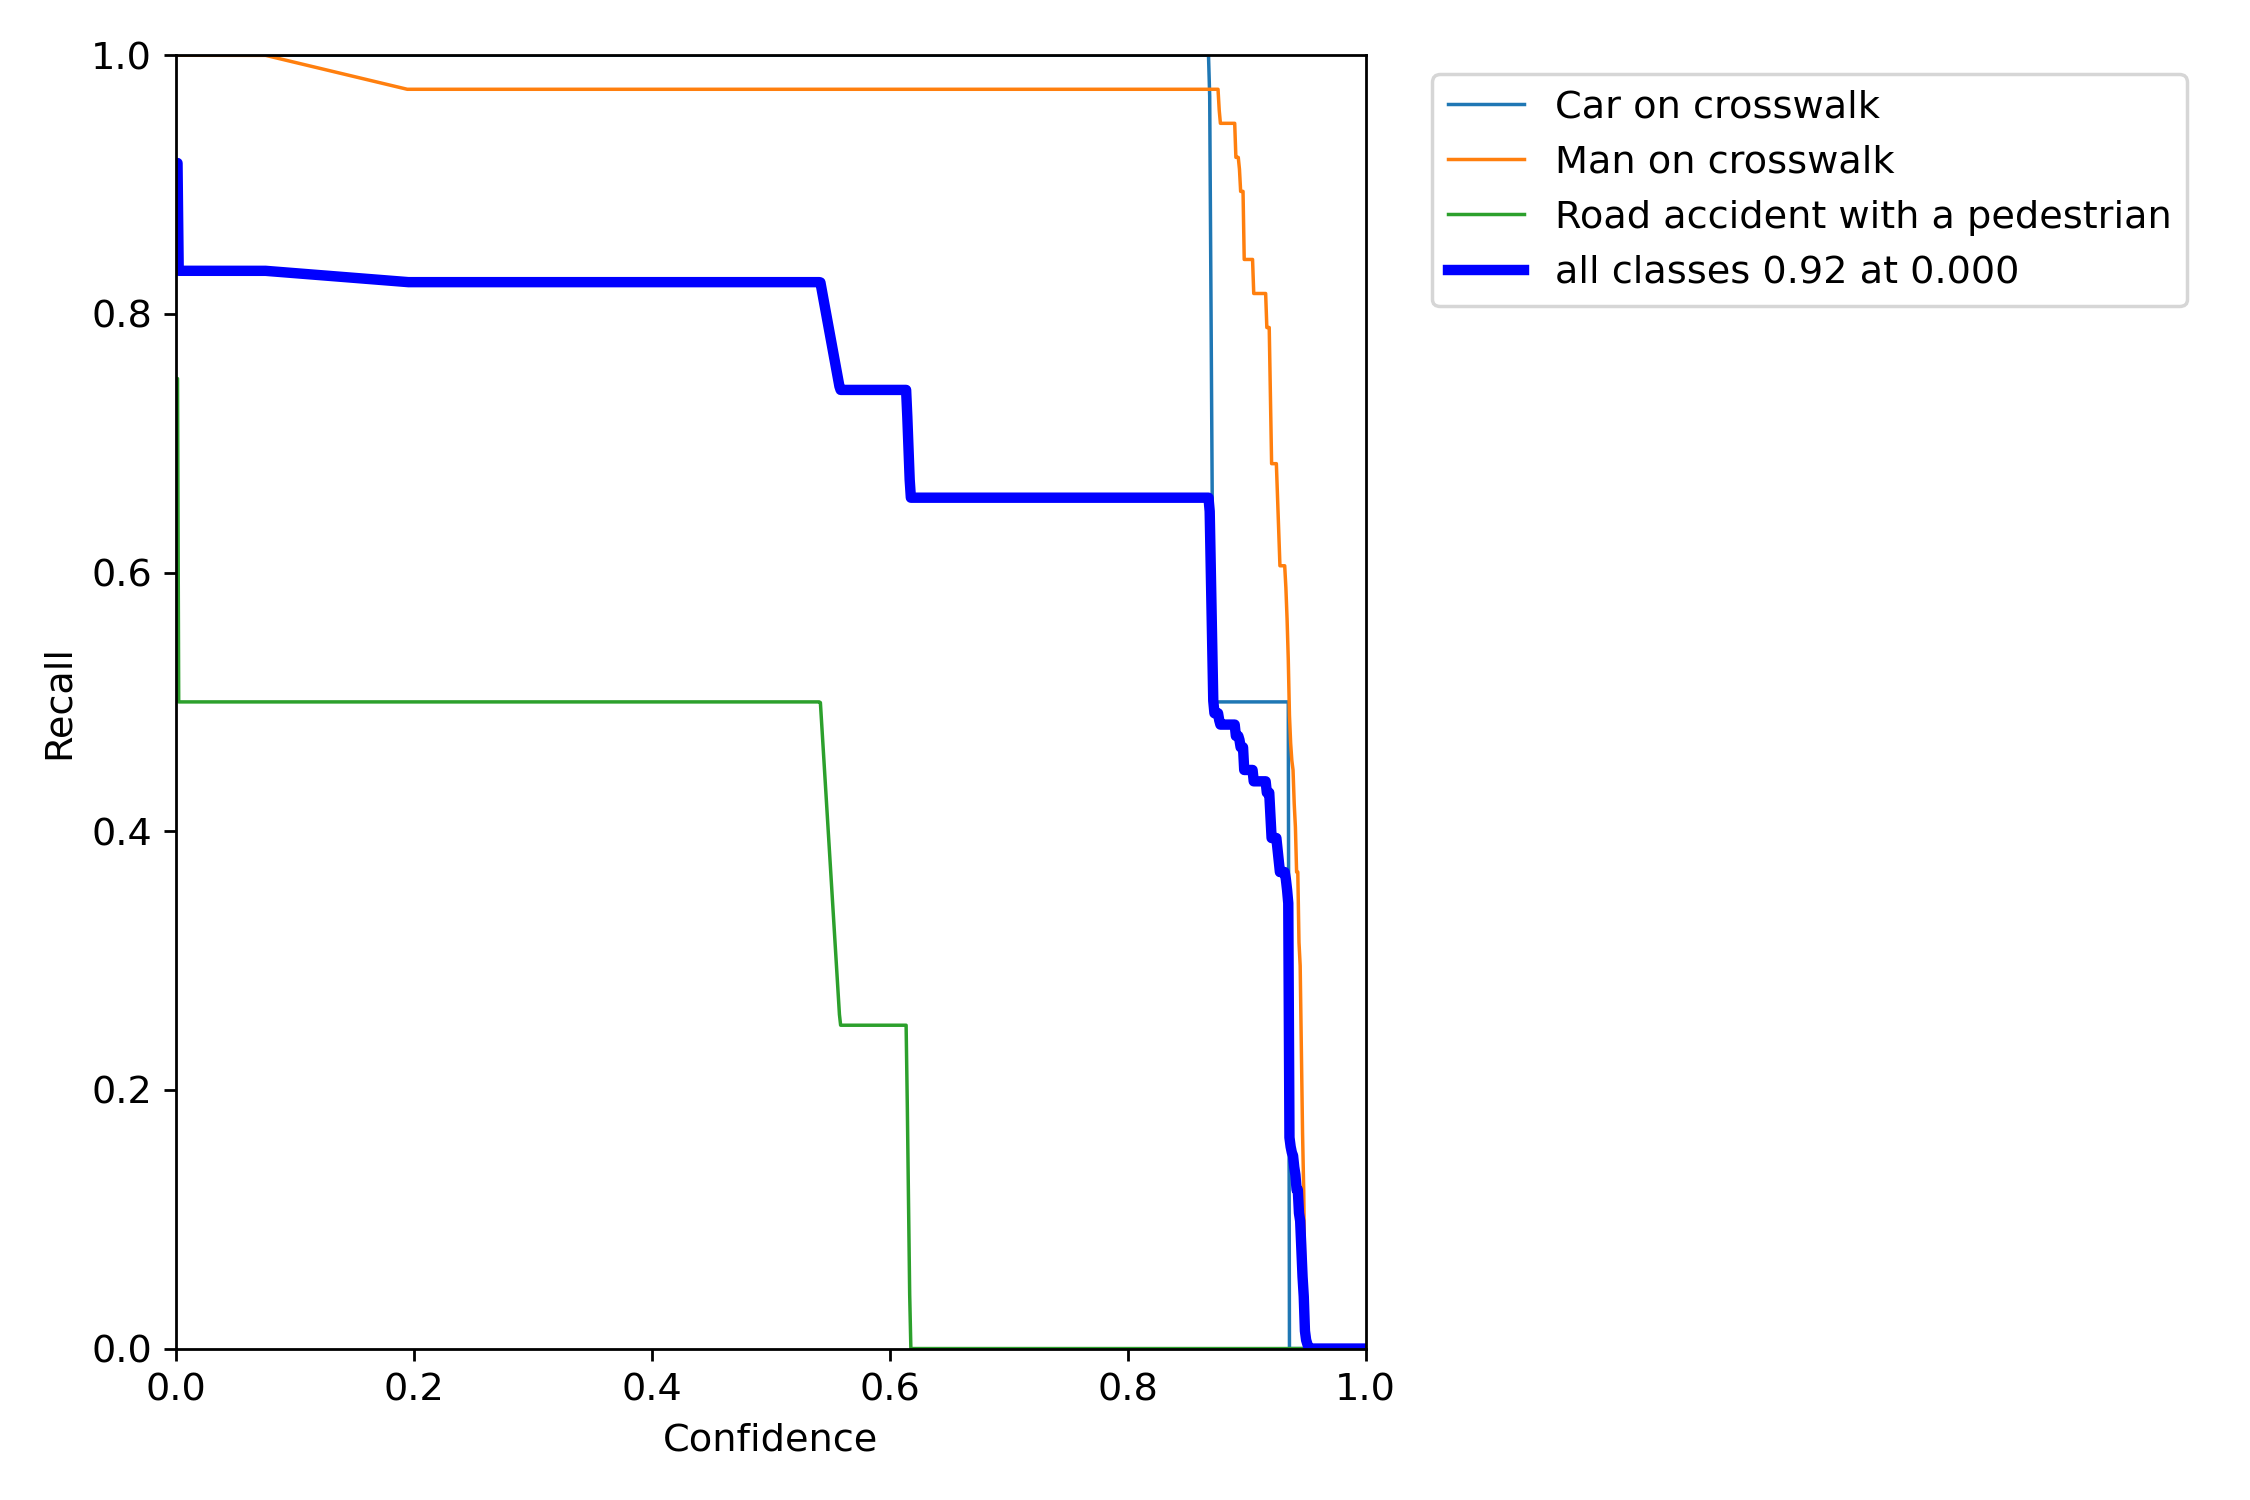 1.0
0.8
0.6
0.4
0.2
0.0
Recall
0.0 0.2 0.4 0.6 0.8 1.0
Confidence
Car on crosswalk
Man on crosswalk
Road accident with a pedestrian
all classes 0.92 at 0.000